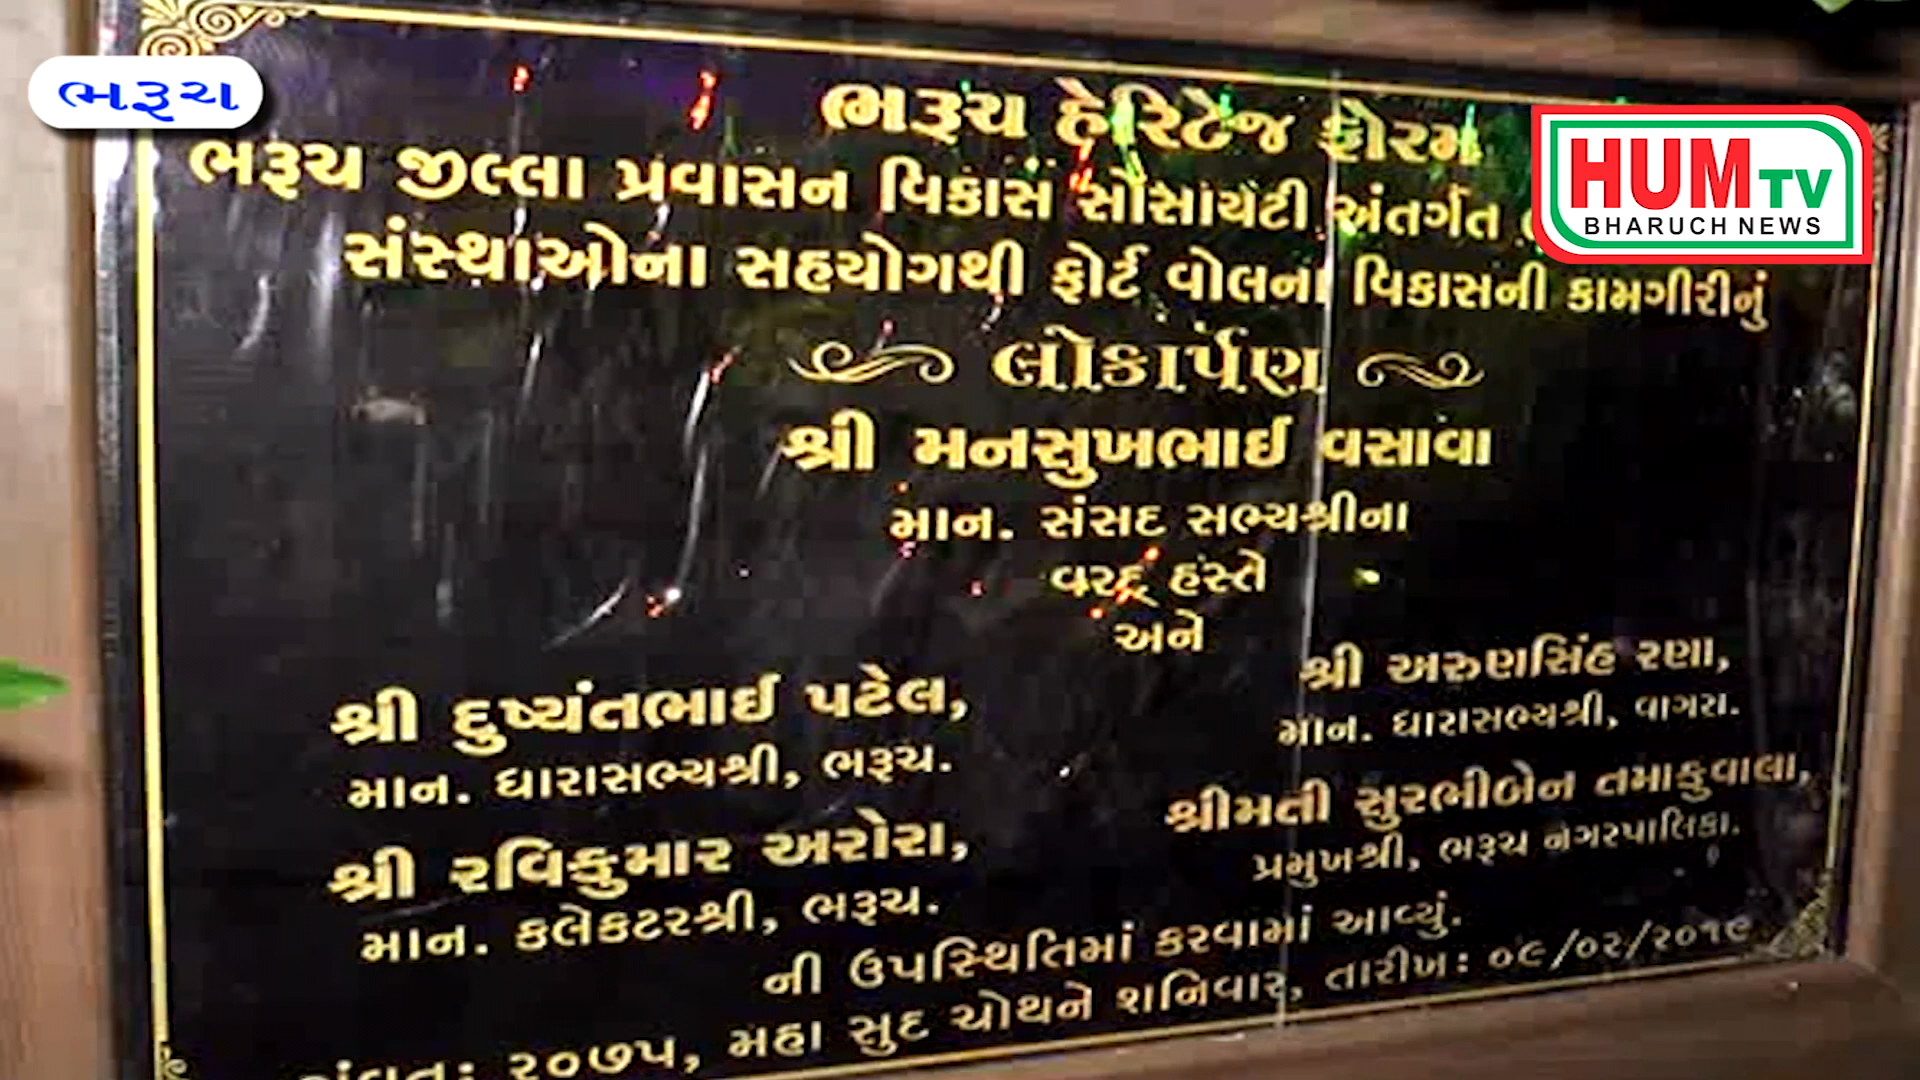 ભરૂચ
HUM TV
BHARUCH NEWS
ભરૂચ હેરિટેજ ફોરમ
ભરૂચ જીલ્લા પ્રવાસન વિકાસ સોસાયટી અંતર્ગત
સંસ્થાઓના સહયોગથી ફોર્ટ વોલના વિકાસની કામગીરીનું
લોકાર્પણ
શ્રી મનસુખભાઈ વસાવા
માન. સંસદ સભ્યશ્રીના
વરદ્ હસ્તે
અને
શ્રી દુષ્યંતભાઈ પટેલ,
માન. ધારાસભ્યશ્રી, ભરૂચ.
શ્રી અરુણસિંહ રણા,
માન. ધારાસભ્યશ્રી, વાગરા.
શ્રી રવિકુમાર અરોરા,
માન. કલેકટરશ્રી, ભરૂચ.
શ્રીમતી સુરભીબેન તમાકુવાલા,
પ્રમુખશ્રી, ભરૂચ નગરપાલિકા.
ની ઉપસ્થિતિમાં કરવામાં આવ્યું.
૨૦૭૫, મહા સુદ ચોથને શનિવાર, તારીખ: ૦૯/૦૨/૨૦૧૯